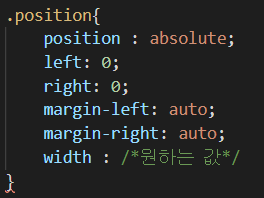 .position{
position : absolute;
left: 0;
right: 0;
margin-left: auto;
margin-right: auto;
width : /*원하는 값*/
}